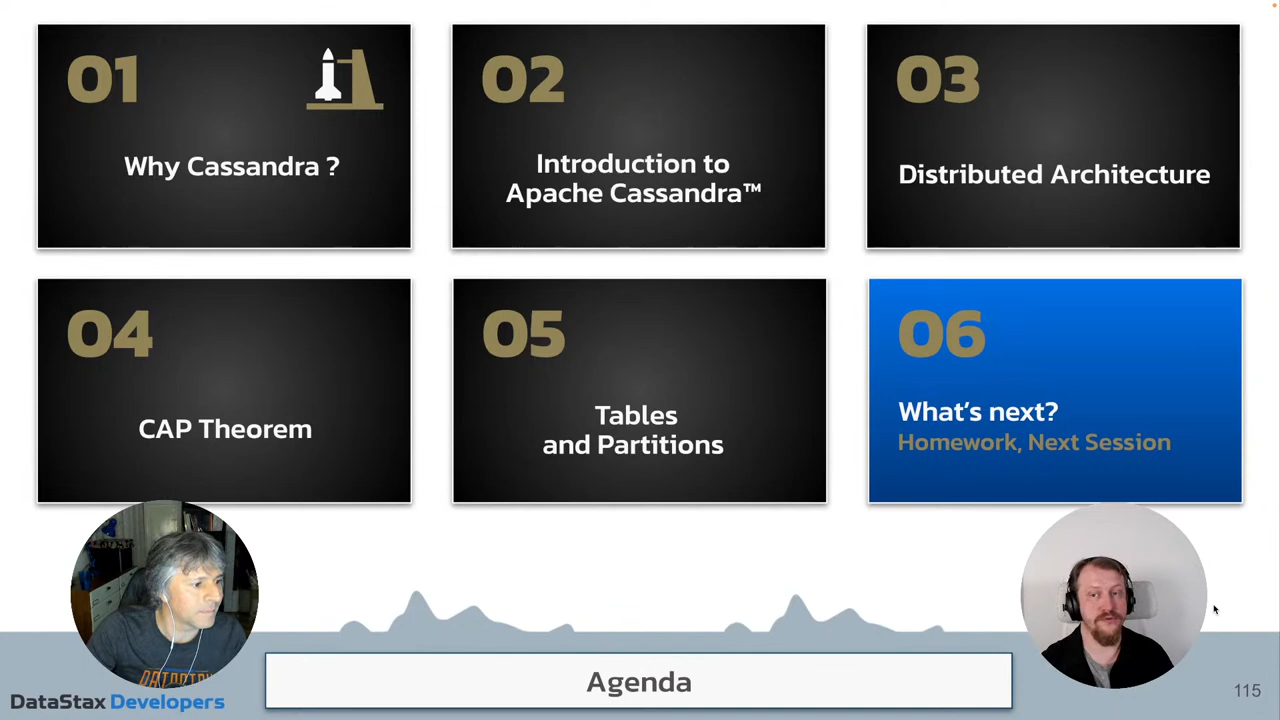 01
Why Cassandra ?
02
Introduction to
Apache Cassandra™
03
Distributed Architecture
04
CAP Theorem
05
Tables
and Partitions
06
What's next?
Homework, Next Session
DataStax Developers
Agenda
115